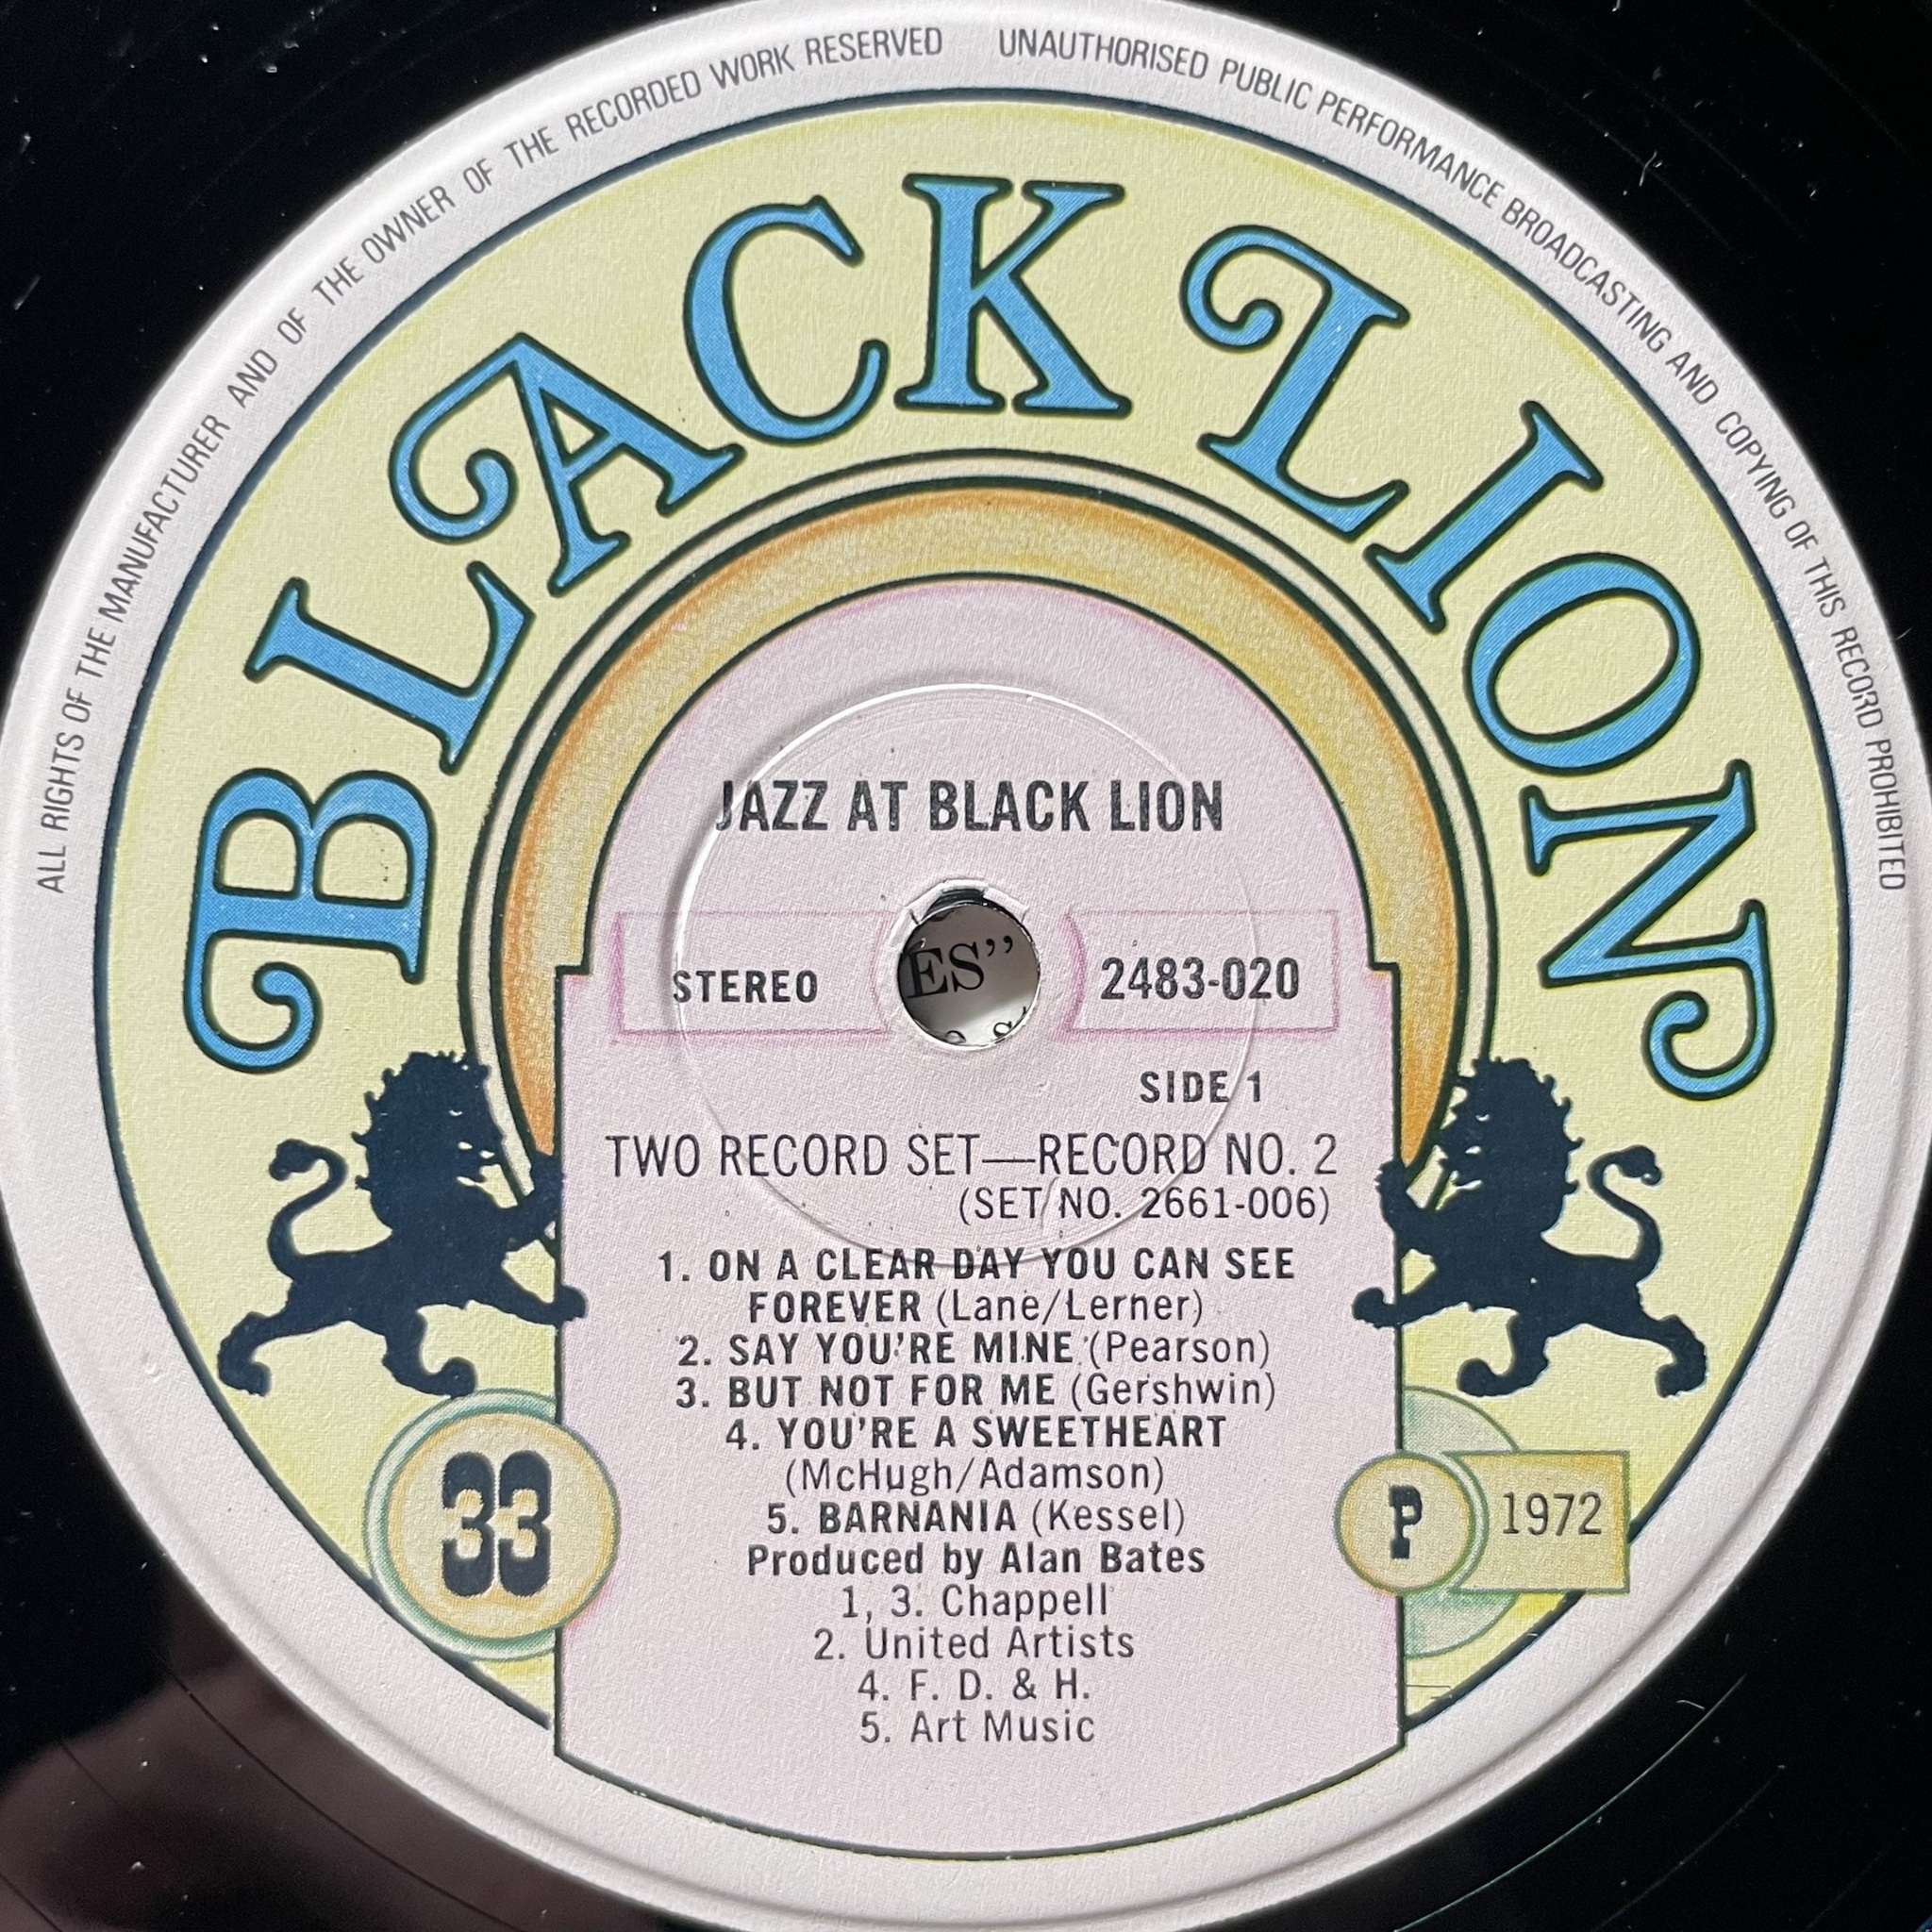 ALL RIGHTS OF THE MANUFACTURER AND OF THE OWNER OF THE RECORDED WORK RESERVED UNAUTHORISED PUBLIC PERFORMANCE BROADCASTING AND COPYING OF THIS RECORD PROHIBITED
BLACK LION
JAZZ AT BLACK LION
STEREO
ES”
2483-020
SIDE 1
TWO RECORD SET—RECORD NO. 2
(SET NO. 2661-006)
1. ON A CLEAR DAY YOU CAN SEE
FOREVER (Lane/Lerner)
2. SAY YOU'RE MINE (Pearson)
3. BUT NOT FOR ME (Gershwin)
4. YOU'RE A SWEETHEART
(McHugh/Adamson)
5. BARNANIA (Kessel)
Produced by Alan Bates
1, 3. Chappell
2. United Artists
4. F. D. & H.
5. Art Music
33
P 1972